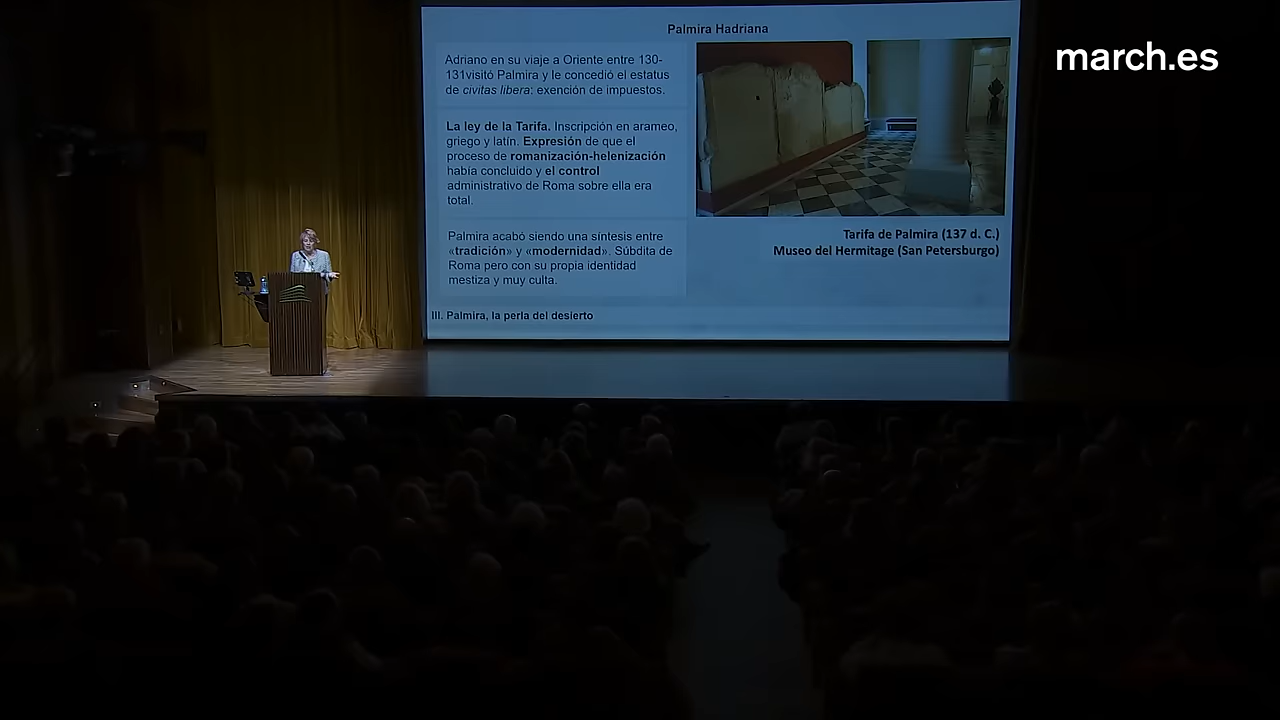 Palmira Hadriana
march.es
Adriano en su viaje a Oriente entre 130-
131visitó Palmira y le concedió el estatus
de civitas libera: exención de impuestos.
La ley de la Tarifa. Inscripción en arameo,
griego y latín. Expresión de que el
proceso de romanización-helenización
había concluido y el control
administrativo de Roma sobre ella era
total.
Palmira acabó siendo una síntesis entre
«tradición» y «modernidad». Súbdita de
Roma pero con su propia identidad
mestiza y muy culta.
Tarifa de Palmira (137 d. C.)
Museo del Hermitage (San Petersburgo)
III. Palmira, la perla del desierto